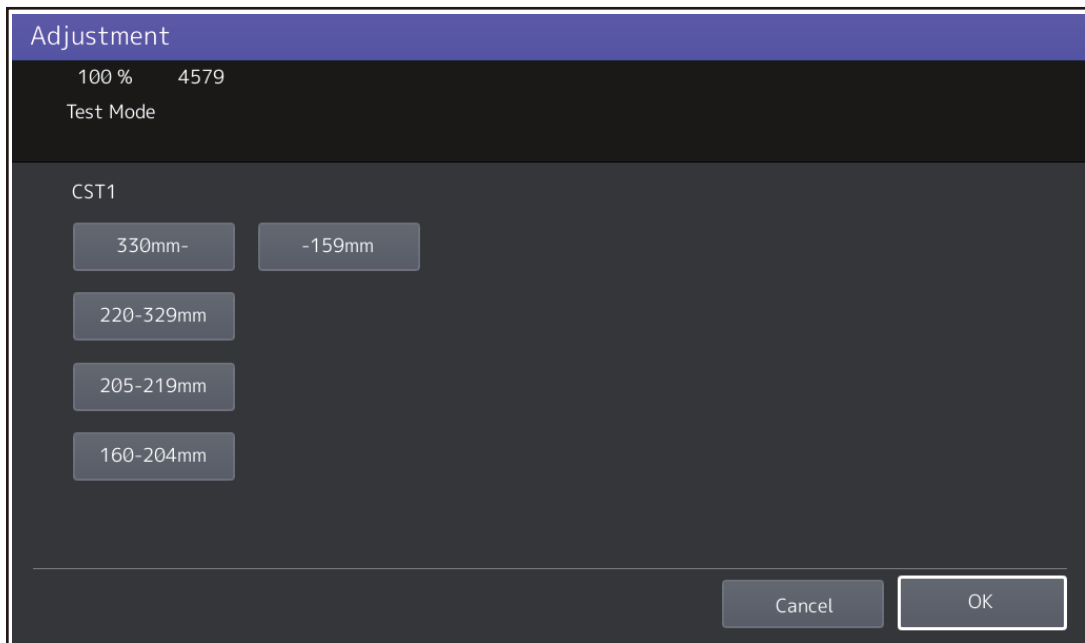 Adjustment
100 % 4579
Test Mode
CST1
330mm- -159mm
220-329mm
205-219mm
160-204mm
Cancel OK